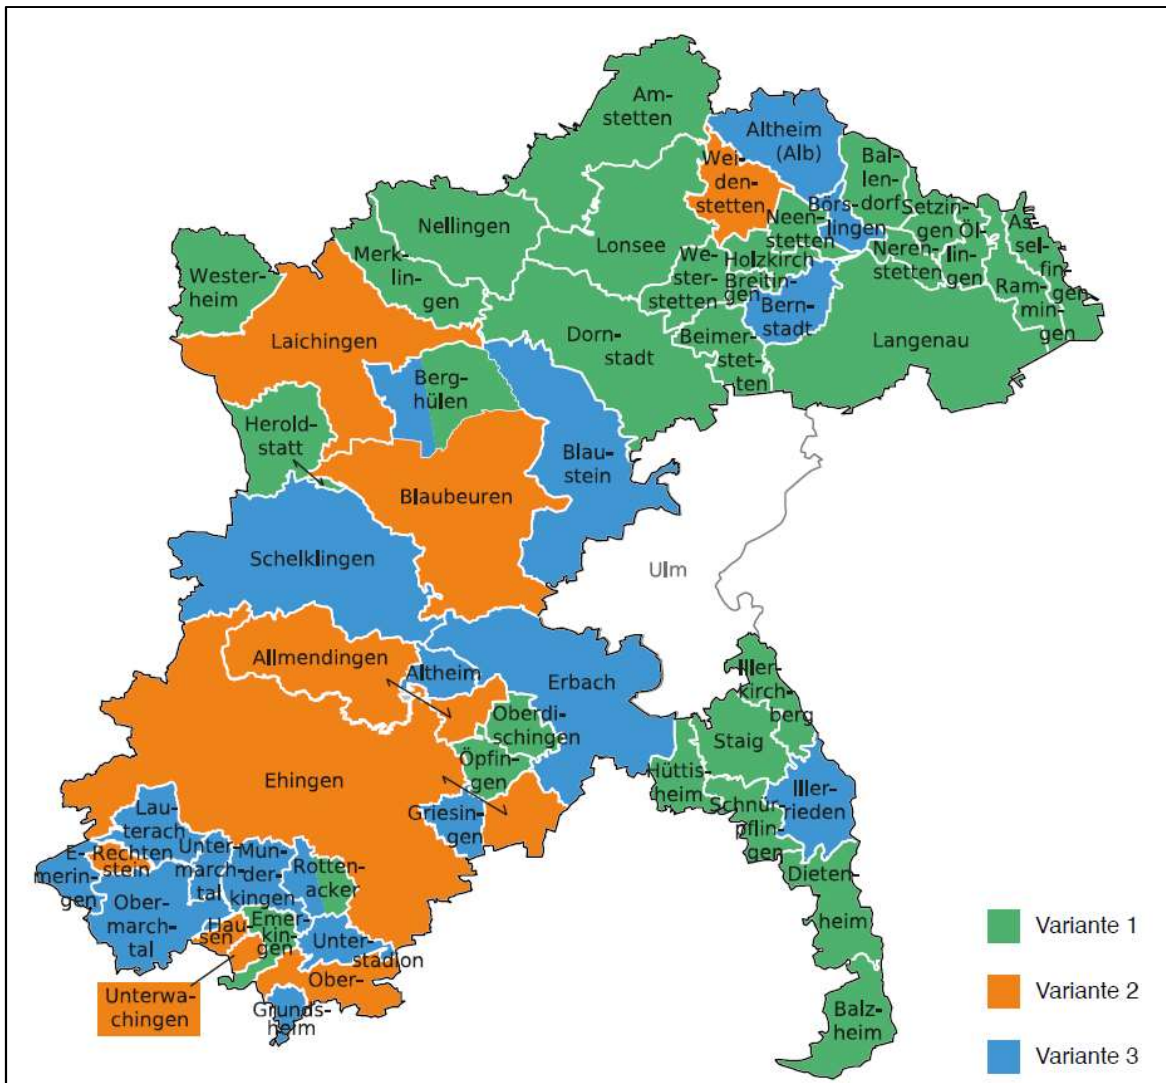 Am-
stetten
Altheim
(Alb)
Wei-
den-
stetten
Bal-
len-
dorf
Börs-
lingen
Setzin-
gen
Öl-
lin-
gen
As-
sel-
fin-
gen
Neen-
stetten
Neren-
stetten
Ram-
min-
gen
Nellingen
Lonsee
Merk-
lin-
gen
We-
ster-
stetten
Holzkirch
Breitin-
gen
Bern-
stadt
Wester-
heim
Laichingen
Dorn-
stadt
Beimer-
stet-
ten
Langenau
Berg-
hülen
Herold-
statt
Blau-
stein
Blaubeuren
Schelklingen
Ulm
Allmendingen
Altheim
Erbach
Oberdi-
schingen
Iller-
kirch-
berg
Staig
Öpfin-
gen
Ehingen
Hüttis-
heim
Iller-
rieden
Schnür-
pflin-
gen
Griesin-
gen
Lau-
terach
E-
merin-
gen
Rechten-
stein
Unter-
march-
tal
Mun-
der-
kingen
Rotten-
acker
Dieten-
heim
Ober-
march-
tal
Hau-
sen
Emer-
kin-
gen
Unter-
stadion
Ober-
Unterwa-
chingen
Grunds-
heim
Balz-
heim
Variante 1
Variante 2
Variante 3